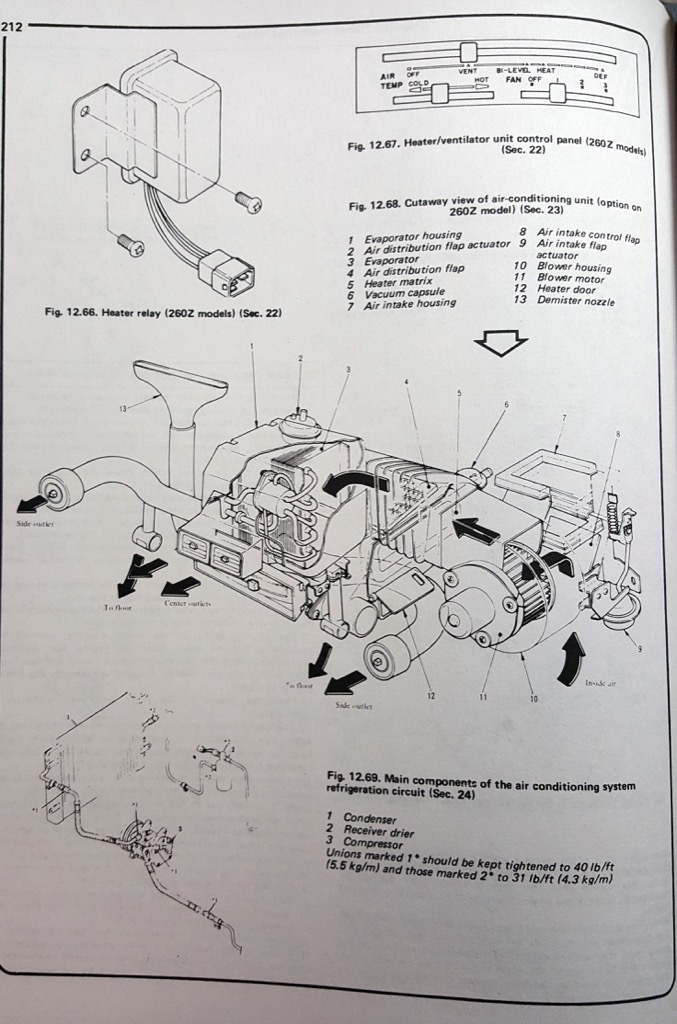 212
AIR OFF VENT BI-LEVEL HEAT DEF
TEMP COLD HOT FAN OFF 1 2 3
Fig. 12.67. Heater/ventilator unit control panel (260Z models)
(Sec. 22)
Fig. 12.66. Heater relay (260Z models) (Sec. 22)
Fig. 12.68. Cutaway view of air-conditioning unit (option on
260Z model) (Sec. 23)
1 Evaporator housing
2 Air distribution flap actuator
3 Evaporator
4 Air distribution flap
5 Heater matrix
6 Vacuum capsule
7 Air intake housing
8 Air intake control flap
9 Air intake flap
actuator
10 Blower housing
11 Blower motor
12 Heater door
13 Demister nozzle
1
2
3
4
5
6
7
8
13
Side outlet
To floor
Center outlets
To floor
Side outlet
12
11
10
Inside air
9
Fig. 12.69. Main components of the air conditioning system
refrigeration circuit (Sec. 24)
1 Condenser
2 Receiver drier
3 Compressor
Unions marked 1* should be kept tightened to 40 lb/ft
(5.5 kg/m) and those marked 2* to 31 lb/ft (4.3 kg/m)
1
2
3